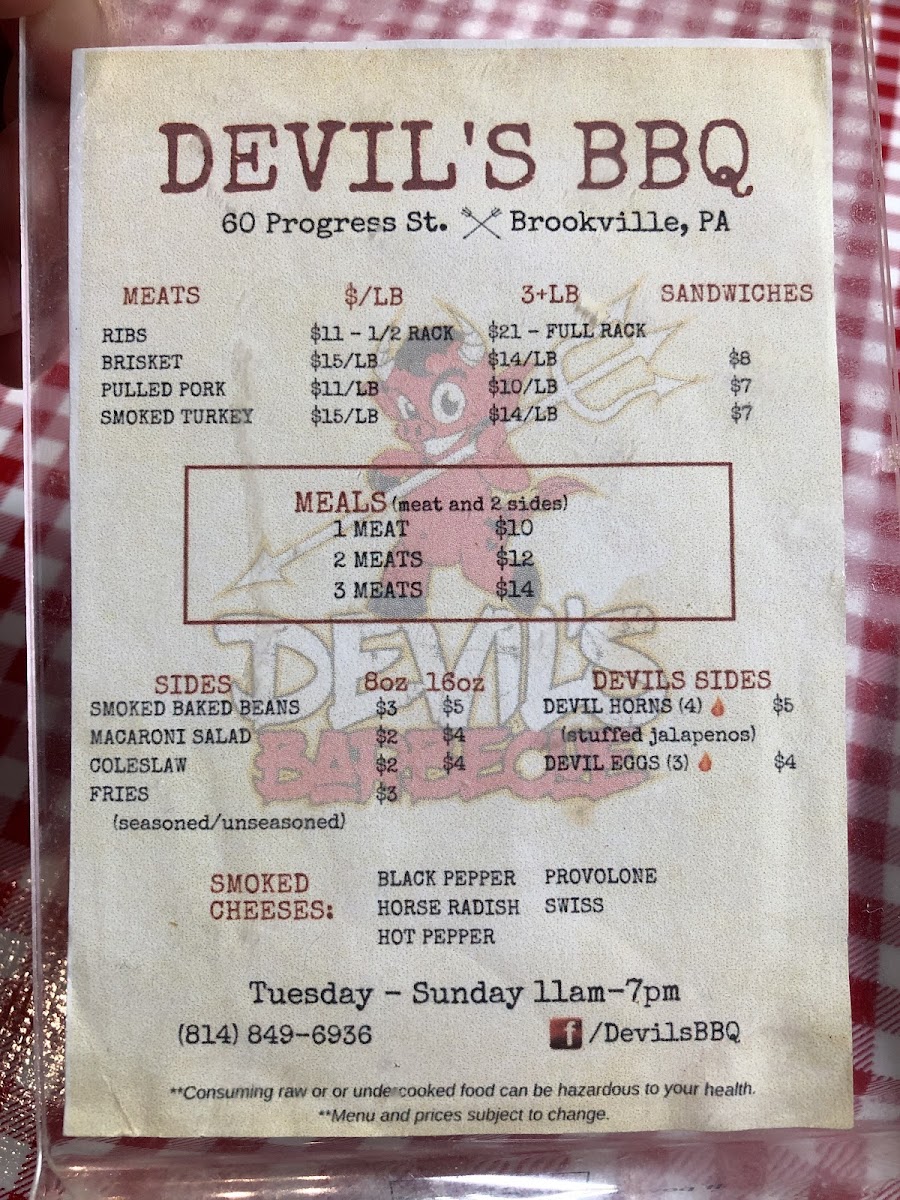 DEVIL'S BBQ
60 Progress St. Brookville, PA
MEATS $/LB 3+LB SANDWICHES
RIBS $11 - 1/2 RACK $21 - FULL RACK
BRISKET $15/LB $14/LB $8
PULLED PORK $11/LB $10/LB $7
SMOKED TURKEY $15/LB $14/LB $7
MEALS (meat and 2 sides)
1 MEAT $10
2 MEATS $12
3 MEATS $14
DEVIL'S
BARBECUE
SIDES 8oz 16oz DEVILS SIDES
SMOKED BAKED BEANS $3 $5 DEVIL HORNS (4) $5
MACARONI SALAD $2 $4 (stuffed jalapenos)
COLESLAW $2 $4 DEVIL EGGS (3) $4
FRIES $3
(seasoned/unseasoned)
SMOKED CHEESES:
BLACK PEPPER PROVOLONE
HORSE RADISH SWISS
HOT PEPPER
Tuesday - Sunday 11am-7pm
(814) 849-6936 f /DevilsBBQ
**Consuming raw or or undercooked food can be hazardous to your health.
**Menu and prices subject to change.